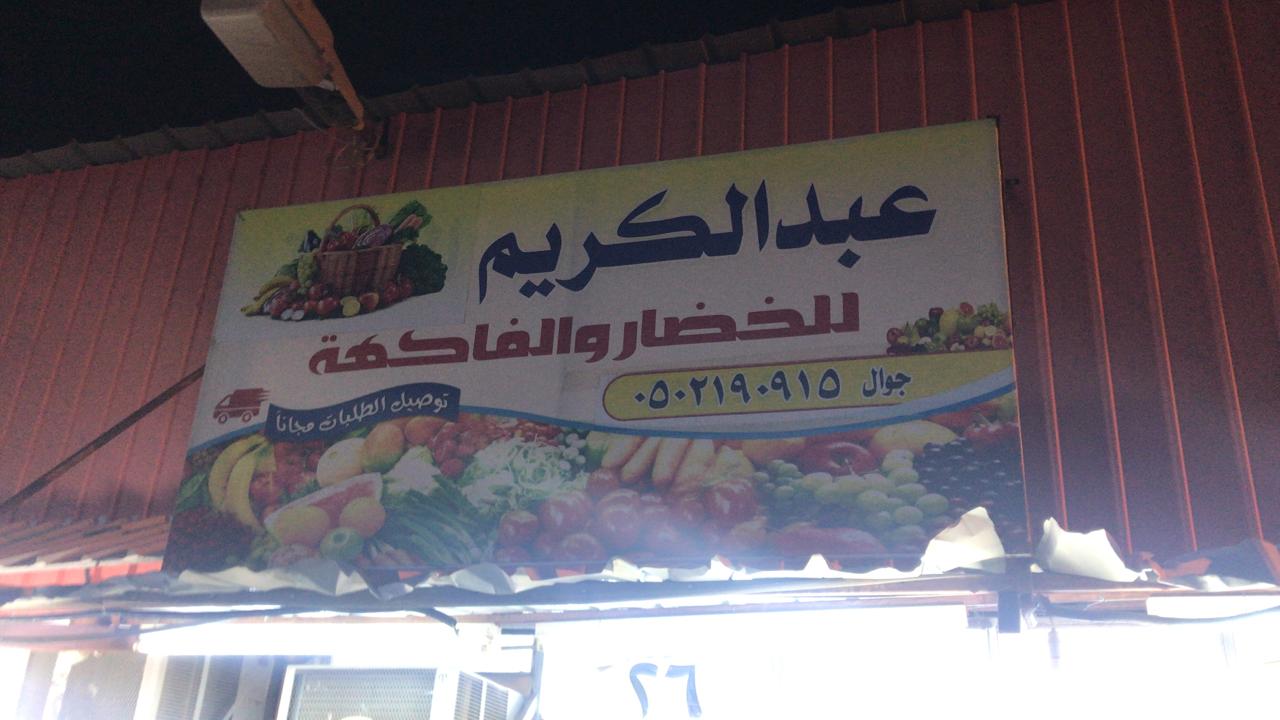 عبدالكريم
للخضار والفاكهة
جوال ٠٥٠٢١٩٠٩١٥
توصيل الطلبات مجاناً
٢٦